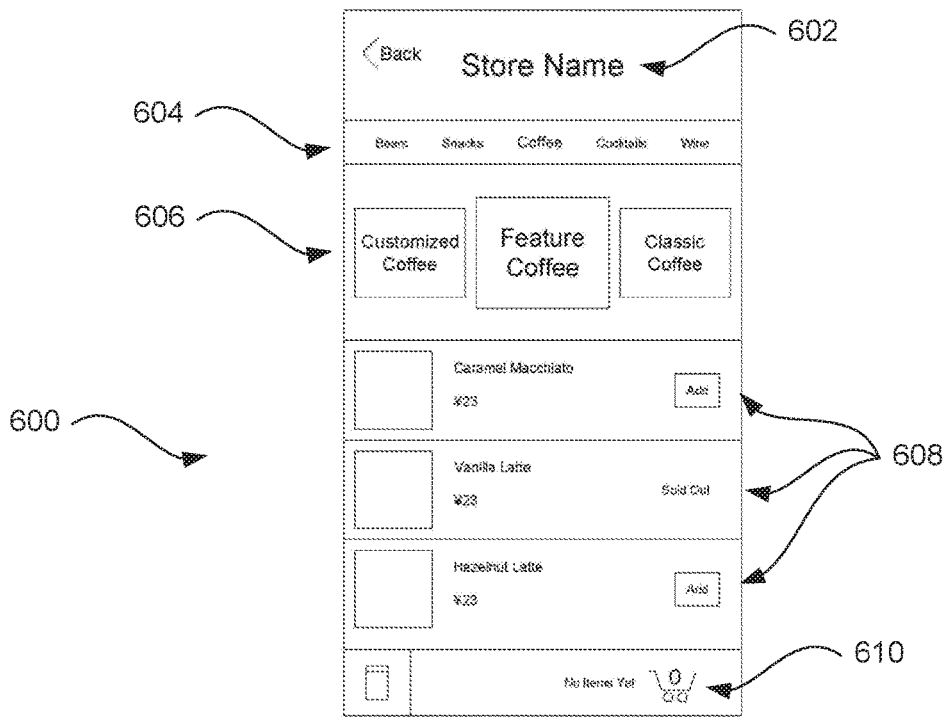 602
Back
Store Name
604
Beers Snacks Coffee Cocktails Wine
606
Customized
Coffee
Feature
Coffee
Classic
Coffee
Caramel Macchiato
¥23
Add
600
Vanilla Latte
¥23
Sold Out
608
Hazelnut Latte
¥23
Add
610
No Items Yet
0